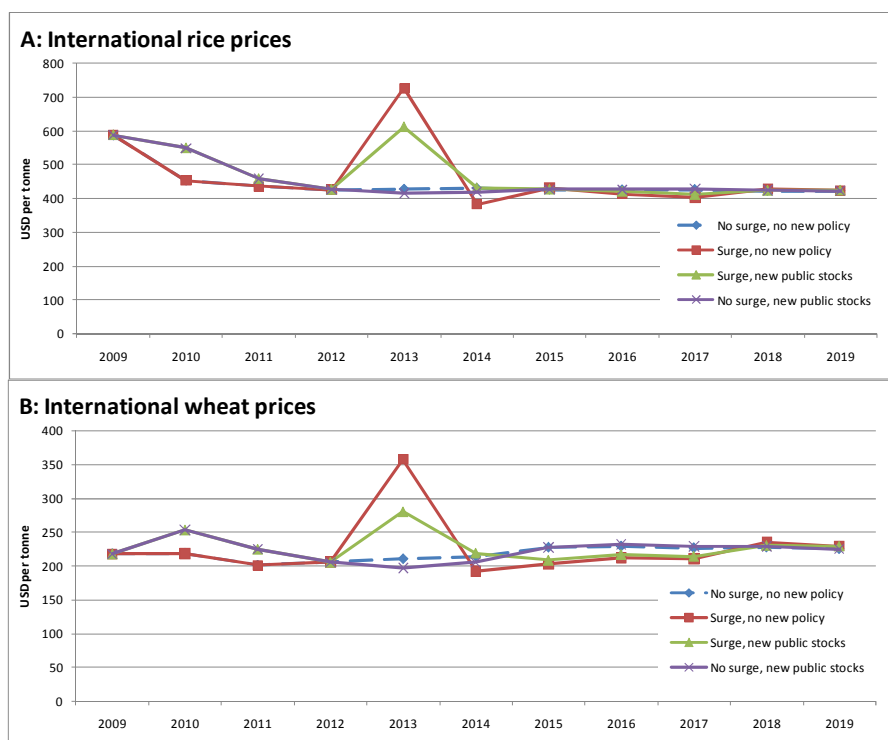 A: International rice prices
800
700
600
500
400
300
200
100
0
USD per tonne
No surge, no new policy
Surge, no new policy
Surge, new public stocks
No surge, new public stocks
2009 2010 2011 2012 2013 2014 2015 2016 2017 2018 2019
B: International wheat prices
400
350
300
250
200
150
100
50
0
USD per tonne
No surge, no new policy
Surge, no new policy
Surge, new public stocks
No surge, new public stocks
2009 2010 2011 2012 2013 2014 2015 2016 2017 2018 2019